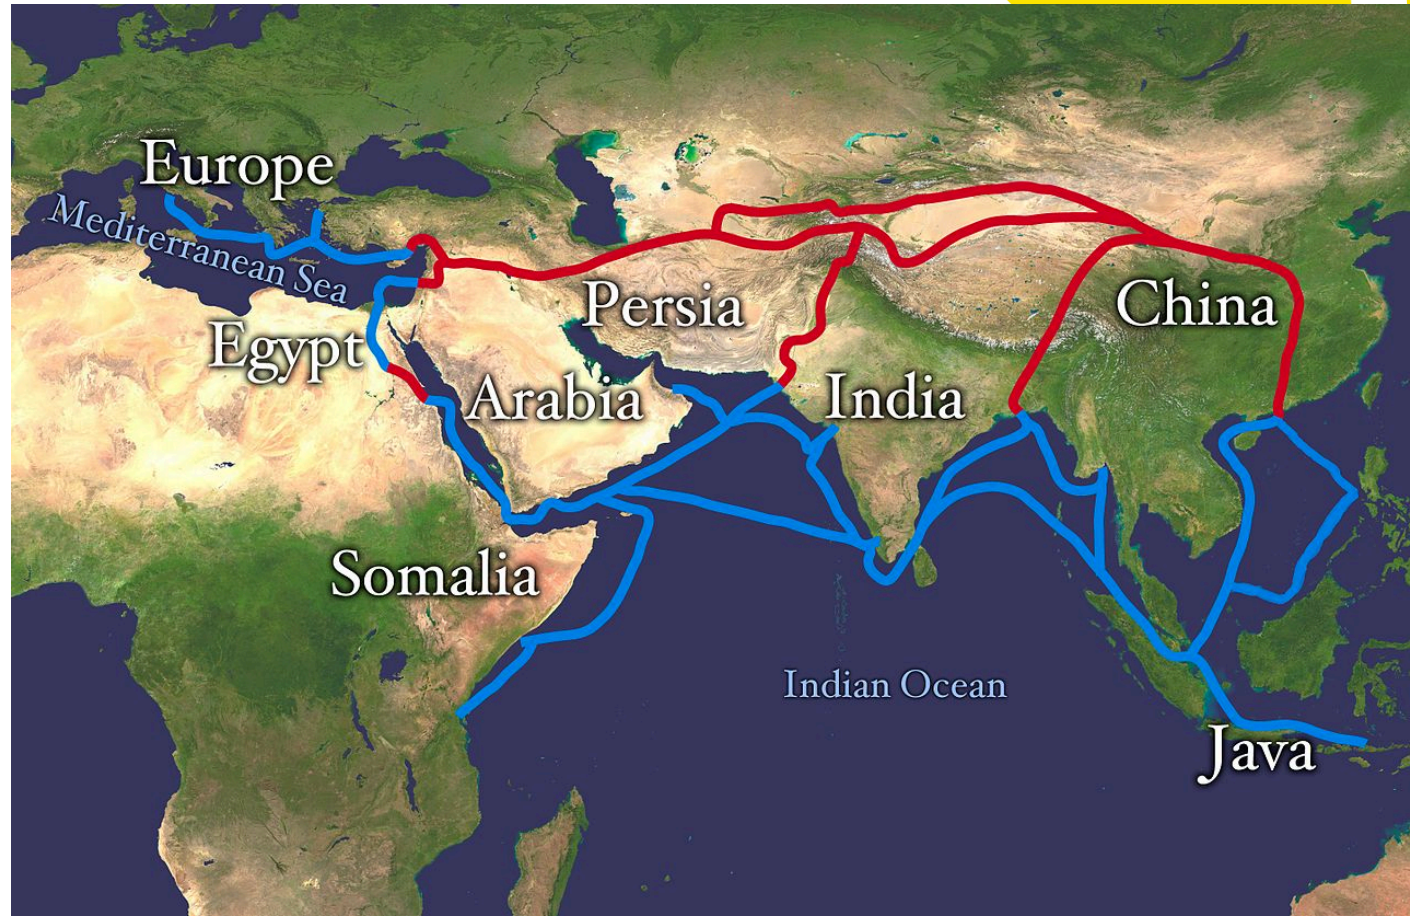 Europe
Mediterranean Sea
Egypt
Persia
China
Arabia
India
Somalia
Indian Ocean
Java